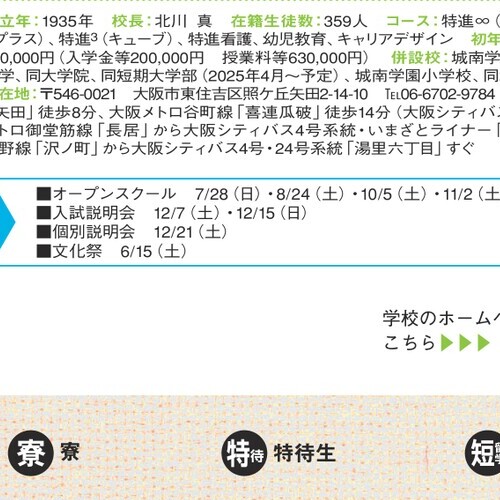 立年：1935年　校長：北川　真　在籍生徒数：359人　コース：特進∞（
プラス）、特進³（キューブ）、特進看護、幼児教育、キャリアデザイン　初年
0,000円（入学金等200,000円　授業料等630,000円）　併設校：城南
学、同大学院、同短期大学部（2025年4月～予定）、城南学園小学校、同
在地：〒546-0021　大阪市東住吉区照ケ丘矢田2-14-10　TEL06-6702-9784
矢田」徒歩8分、大阪メトロ谷町線「喜連瓜破」徒歩14分（大阪シティバス
トロ御堂筋線「長居」から大阪シティバス4号系統・いまざとライナー「
野線「沢ノ町」から大阪シティバス4号・24号系統「湯里六丁目」すぐ
■オープンスクール　7/28（日）・8/24（土）・10/5（土）・11/2（土
■入試説明会　12/7（土）・12/15（日）
■個別説明会　12/21（土）
■文化祭　6/15（土）
学校のホーム
こちら▶▶▶
寮 寮 特待 特待生 短